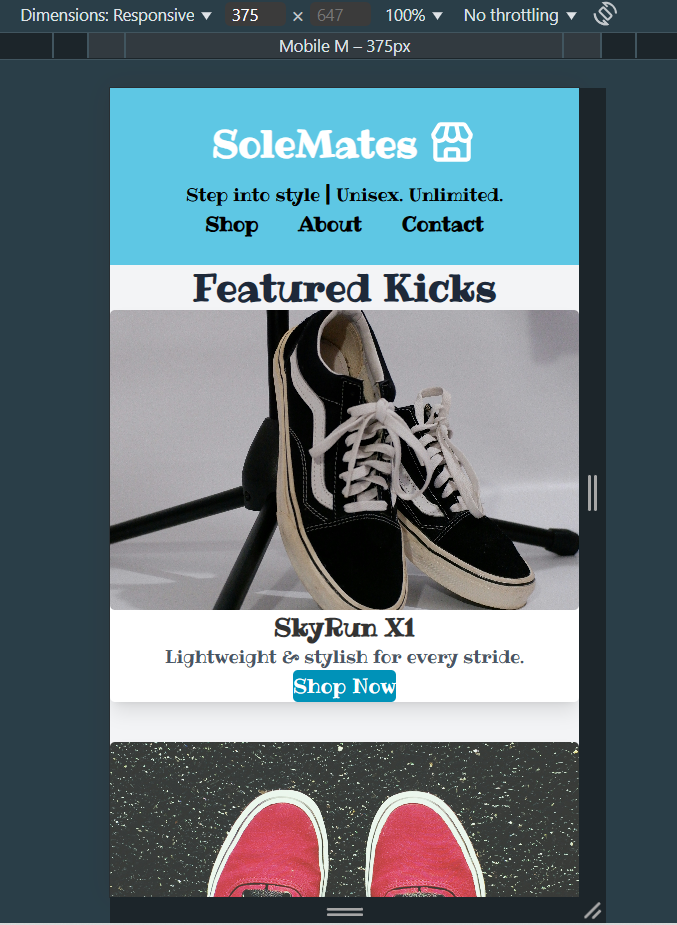 Dimensions: Responsive ▼ 375 × 647 100% ▼ No throttling ▼
Mobile M – 375px
SoleMates
Step into style | Unisex. Unlimited.
Shop About Contact
Featured Kicks
SkyRun X1
Lightweight & stylish for every stride.
Shop Now